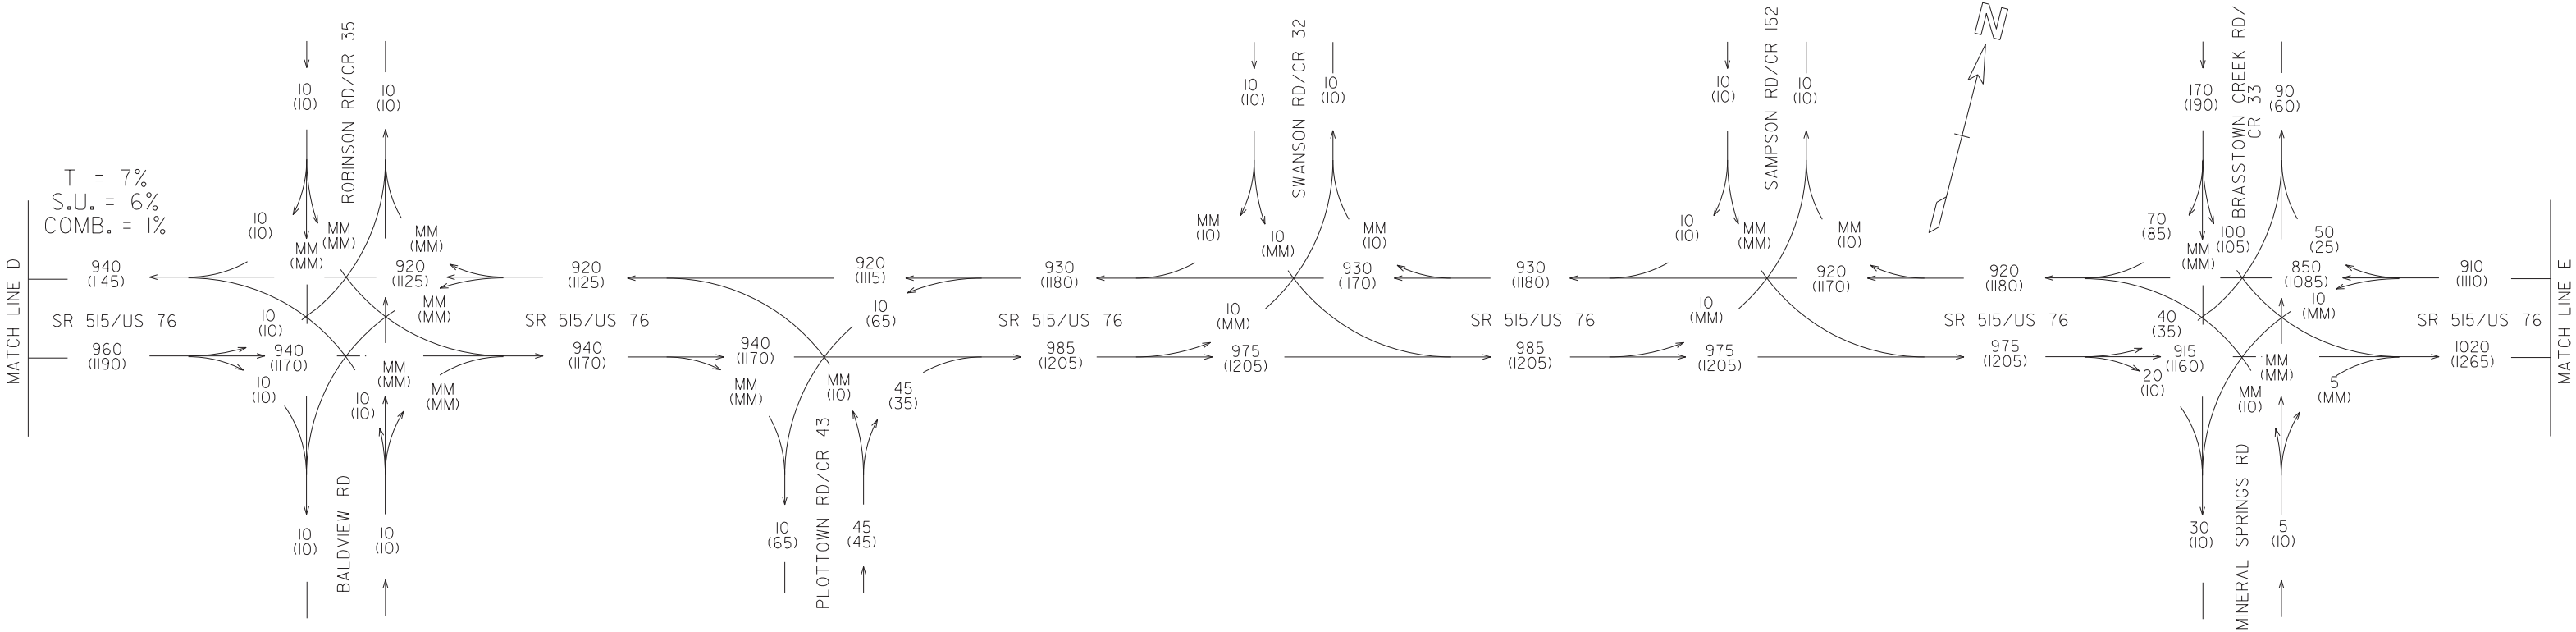 MATCH LINE D
T = 7%
S.U. = 6%
COMB. = 1%
940
(1145)
SR 515/US 76
960
(1190)
10
(10)
ROBINSON RD/CR 35
10
(10)
10
(10)
MM
(MM)
MM
(MM)
MM
(MM)
920
(1125)
MM
(MM)
10
(10)
940
(1170)
10
(10)
MM
(MM)
10
(10)
MM
(MM)
10
(10)
BALDVIEW RD
10
(10)
920
(1125)
SR 515/US 76
940
(1170)
920
(1115)
10
(65)
940
(1170)
MM
(MM)
MM
(10)
45
(35)
10
(65)
PLOTTOWN RD/CR 43
45
(45)
930
(1180)
SR 515/US 76
985
(1205)
10
(10)
SWANSON RD/CR 32
10
(10)
MM
(10)
10
(MM)
MM
(10)
930
(1170)
10
(MM)
975
(1205)
930
(1180)
SR 515/US 76
985
(1205)
10
(10)
SAMPSON RD/CR 152
10
(10)
10
(10)
MM
(MM)
MM
(10)
920
(1170)
10
(MM)
975
(1205)
N
920
(1180)
SR 515/US 76
975
(1205)
170
(190)
BRASSTOWN CREEK RD/
CR 33
90
(60)
70
(85)
MM
(MM)
100
(105)
50
(25)
850
(1085)
10
(MM)
40
(35)
915
(1160)
20
(10)
MM
(MM)
MM
(10)
5
(MM)
30
(10)
MINERAL SPRINGS RD
5
(10)
910
(1110)
SR 515/US 76
1020
(1265)
MATCH LINE E